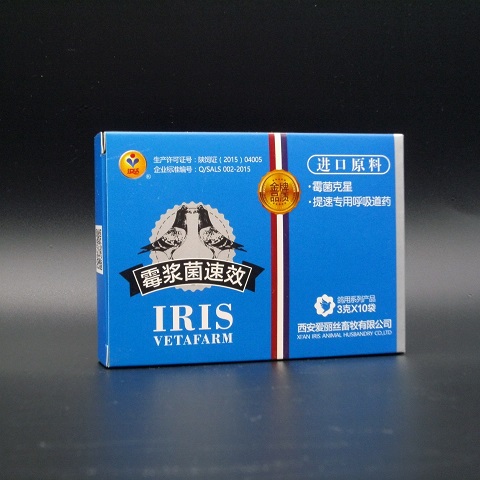 生产许可证号：陕饲证（2015）04005
企业标准编号：Q/SALS 002-2015
霉浆菌速效
IRIS
VETAFARM
金牌
品质
进口原料
·霉菌克星
·提速专用呼吸道药
鸽用系列产品
3克X10袋
西安爱丽丝畜牧有限公司
XI'AN IRIS ANIMAL HUSBANDRY CO.,LTD